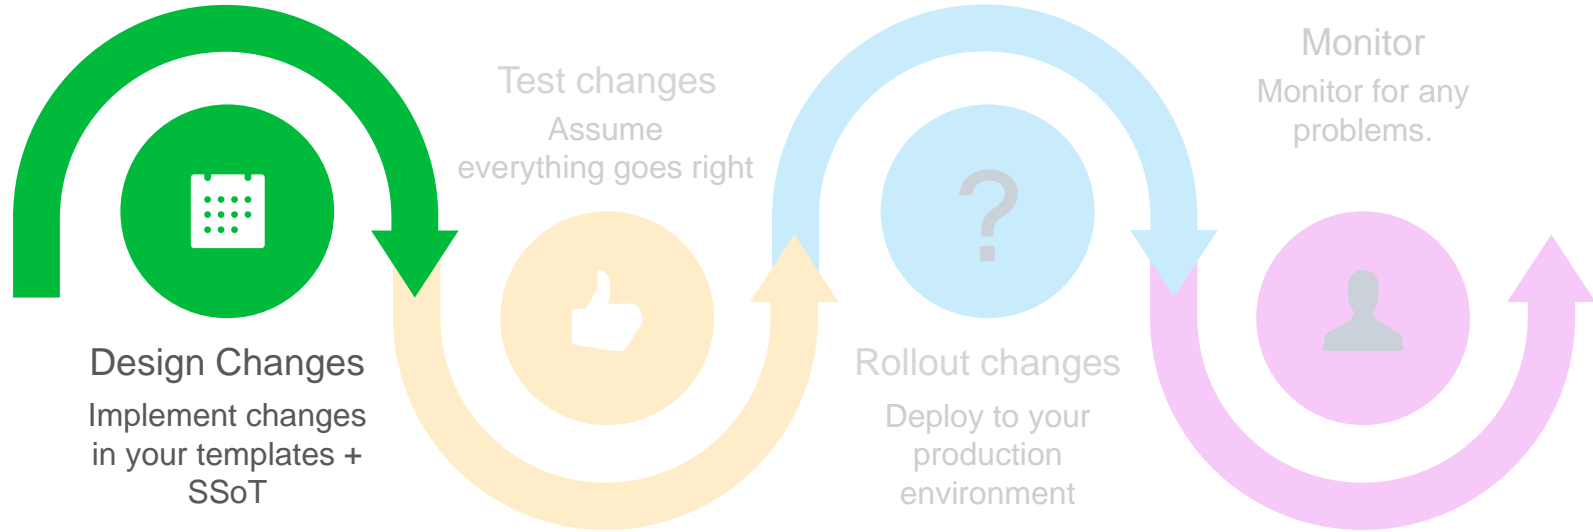 Design Changes
Implement changes
in your templates +
SSoT
Test changes
Assume
everything goes right
?
Rollout changes
Deploy to your
production
environment
Monitor
Monitor for any
problems.